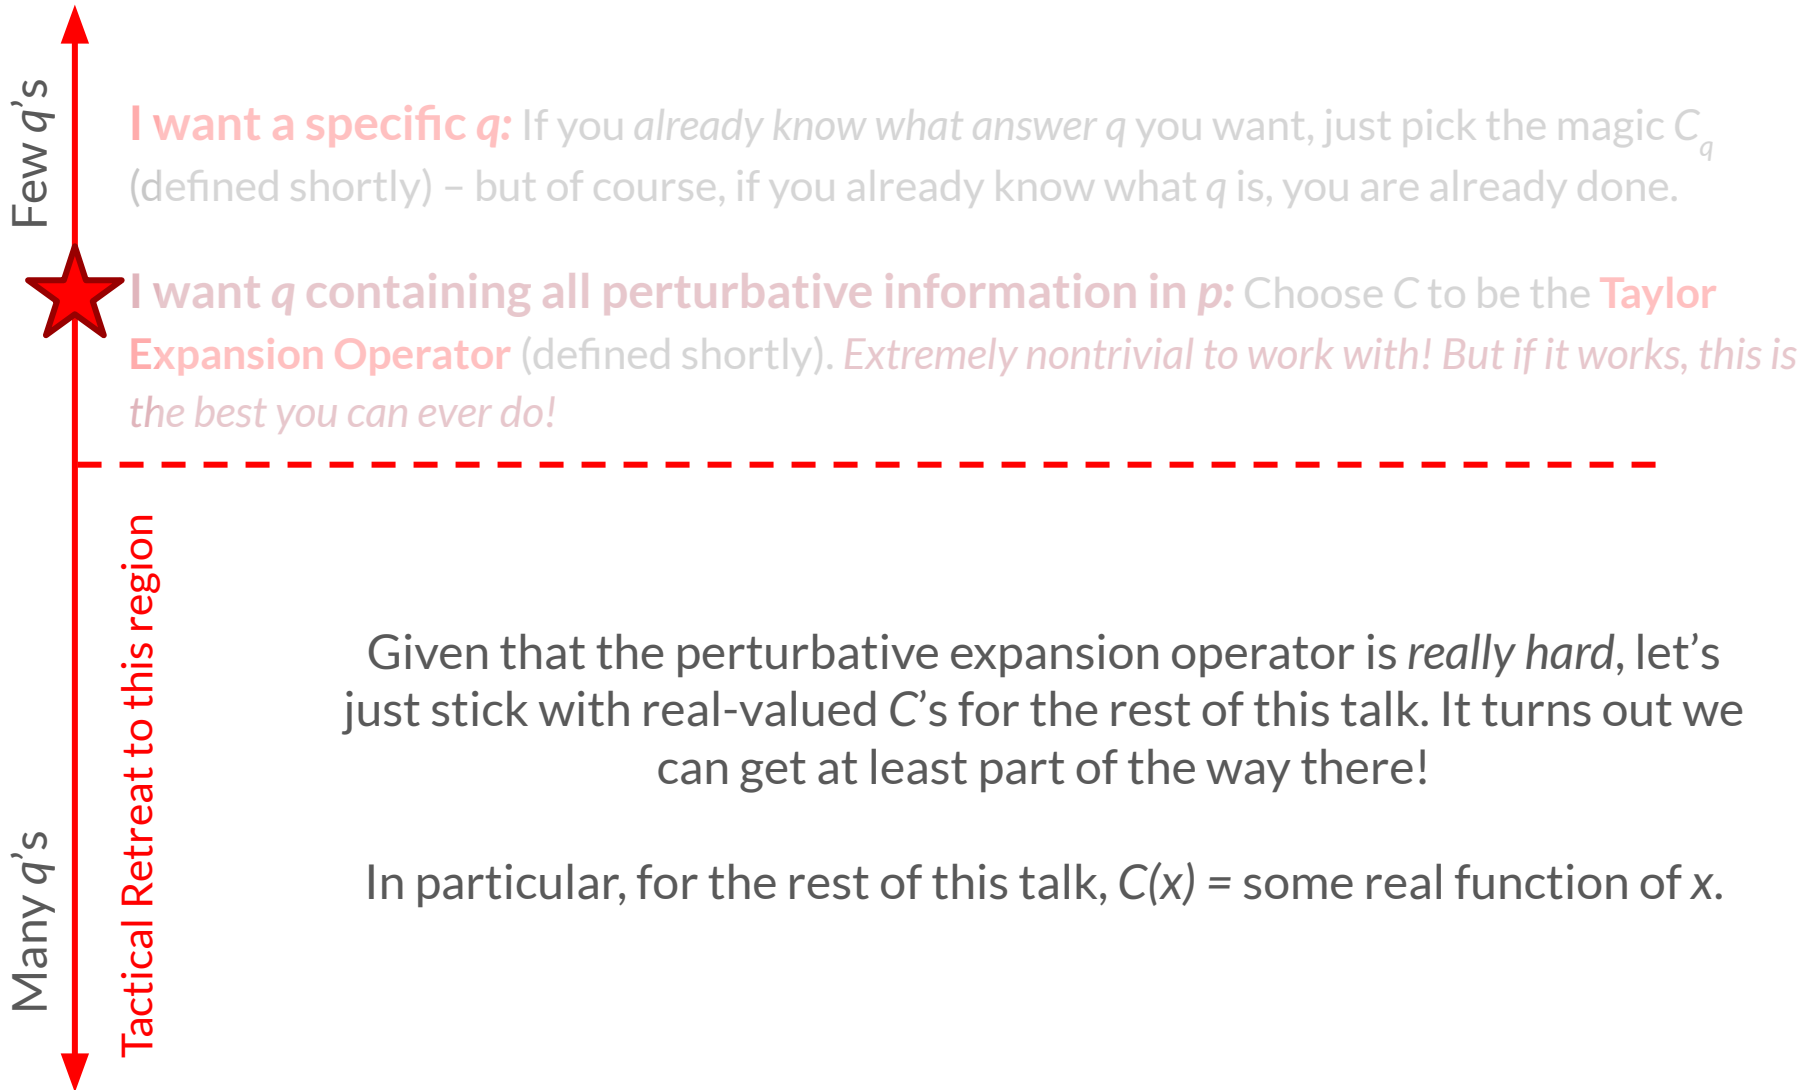 Few q’s
I want a specific q: If you already know what answer q you want, just pick the magic C_q
(defined shortly) – but of course, if you already know what q is, you are already done.
I want q containing all perturbative information in p: Choose C to be the Taylor
Expansion Operator (defined shortly). Extremely nontrivial to work with! But if it works, this is
the best you can ever do!
Tactical Retreat to this region
Given that the perturbative expansion operator is really hard, let’s
just stick with real-valued C’s for the rest of this talk. It turns out we
can get at least part of the way there!
In particular, for the rest of this talk, C(x) = some real function of x.
Many q’s